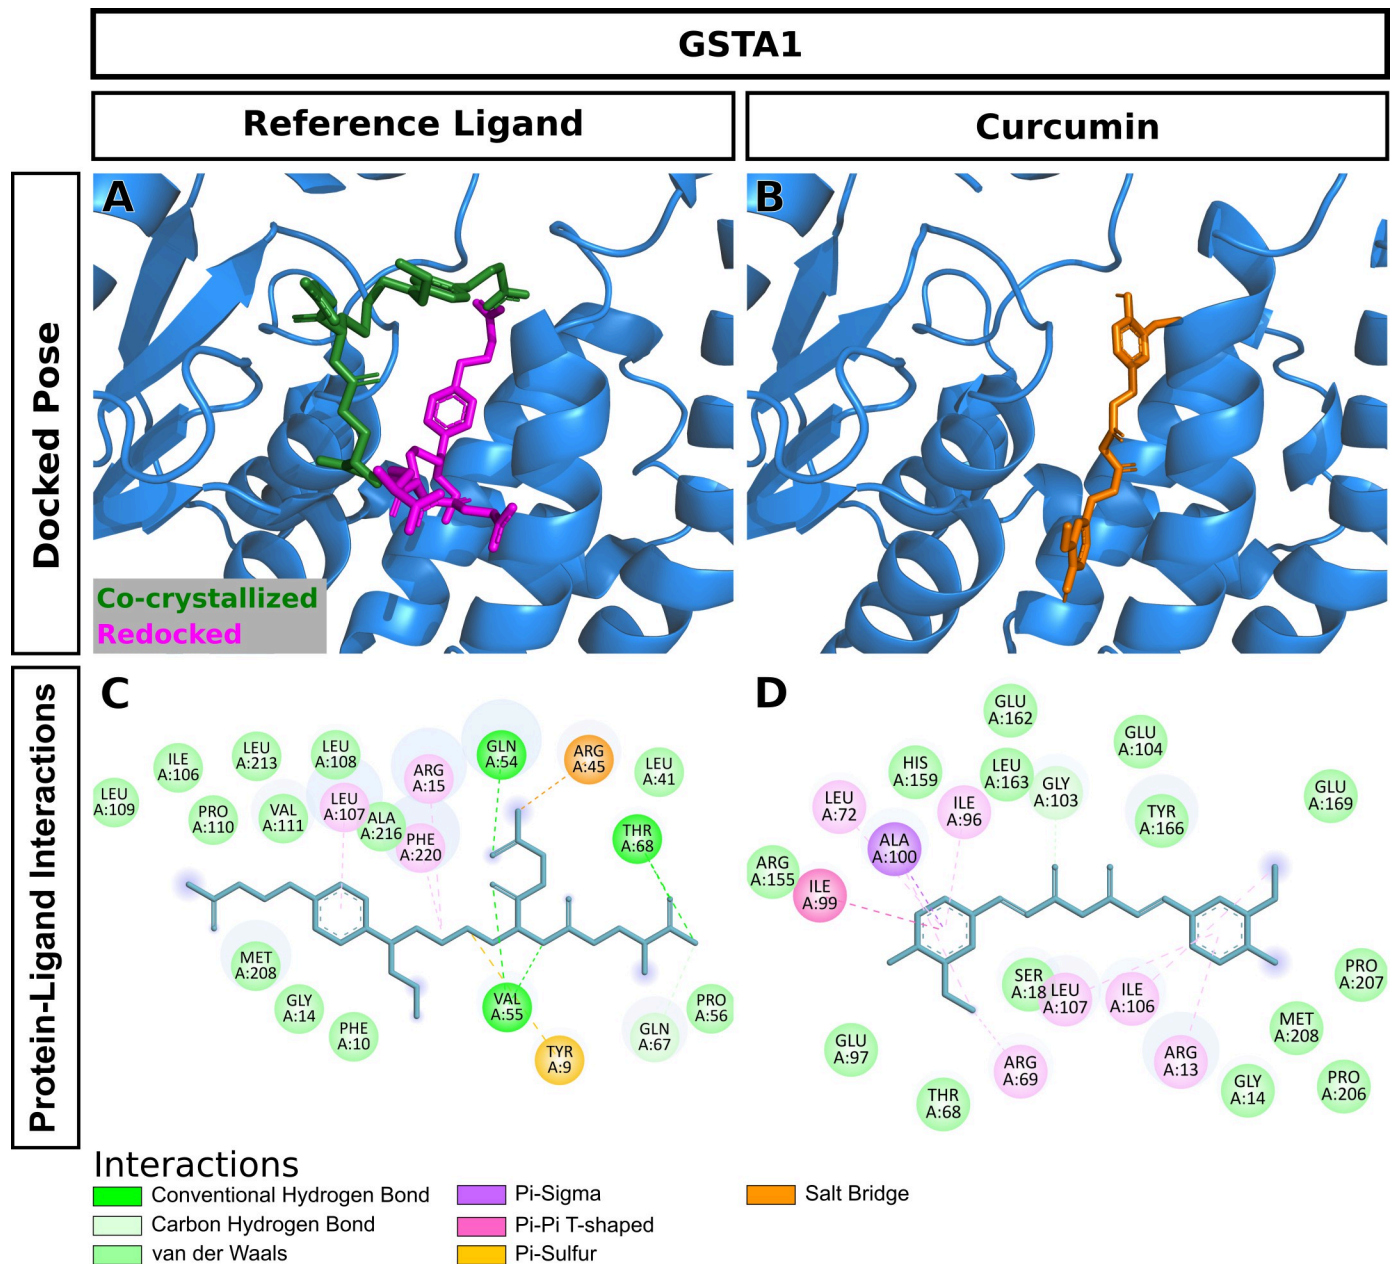 GSTA1
Reference Ligand
Curcumin
Docked Pose
A
B
Co-crystallized
Redocked
Protein-Ligand Interactions
C
LEU
A:109
ILE
A:106
PRO
A:110
LEU
A:213
VAL
A:111
LEU
A:108
LEU
A:107
ALA
A:216
ARG
A:15
PHE
A:220
GLN
A:54
ARG
A:45
LEU
A:41
THR
A:68
MET
A:208
GLY
A:14
PHE
A:10
VAL
A:55
TYR
A:9
GLN
A:67
PRO
A:56
D
GLU
A:162
GLU
A:104
HIS
A:159
LEU
A:163
GLY
A:103
GLU
A:169
LEU
A:72
ILE
A:96
TYR
A:166
ALA
A:100
ARG
A:155
ILE
A:99
SER
A:18
LEU
A:107
ILE
A:106
PRO
A:207
GLU
A:97
MET
A:208
ARG
A:69
ARG
A:13
THR
A:68
GLY
A:14
PRO
A:206
Interactions
Conventional Hydrogen Bond
Carbon Hydrogen Bond
van der Waals
Pi-Sigma
Pi-Pi T-shaped
Pi-Sulfur
Salt Bridge